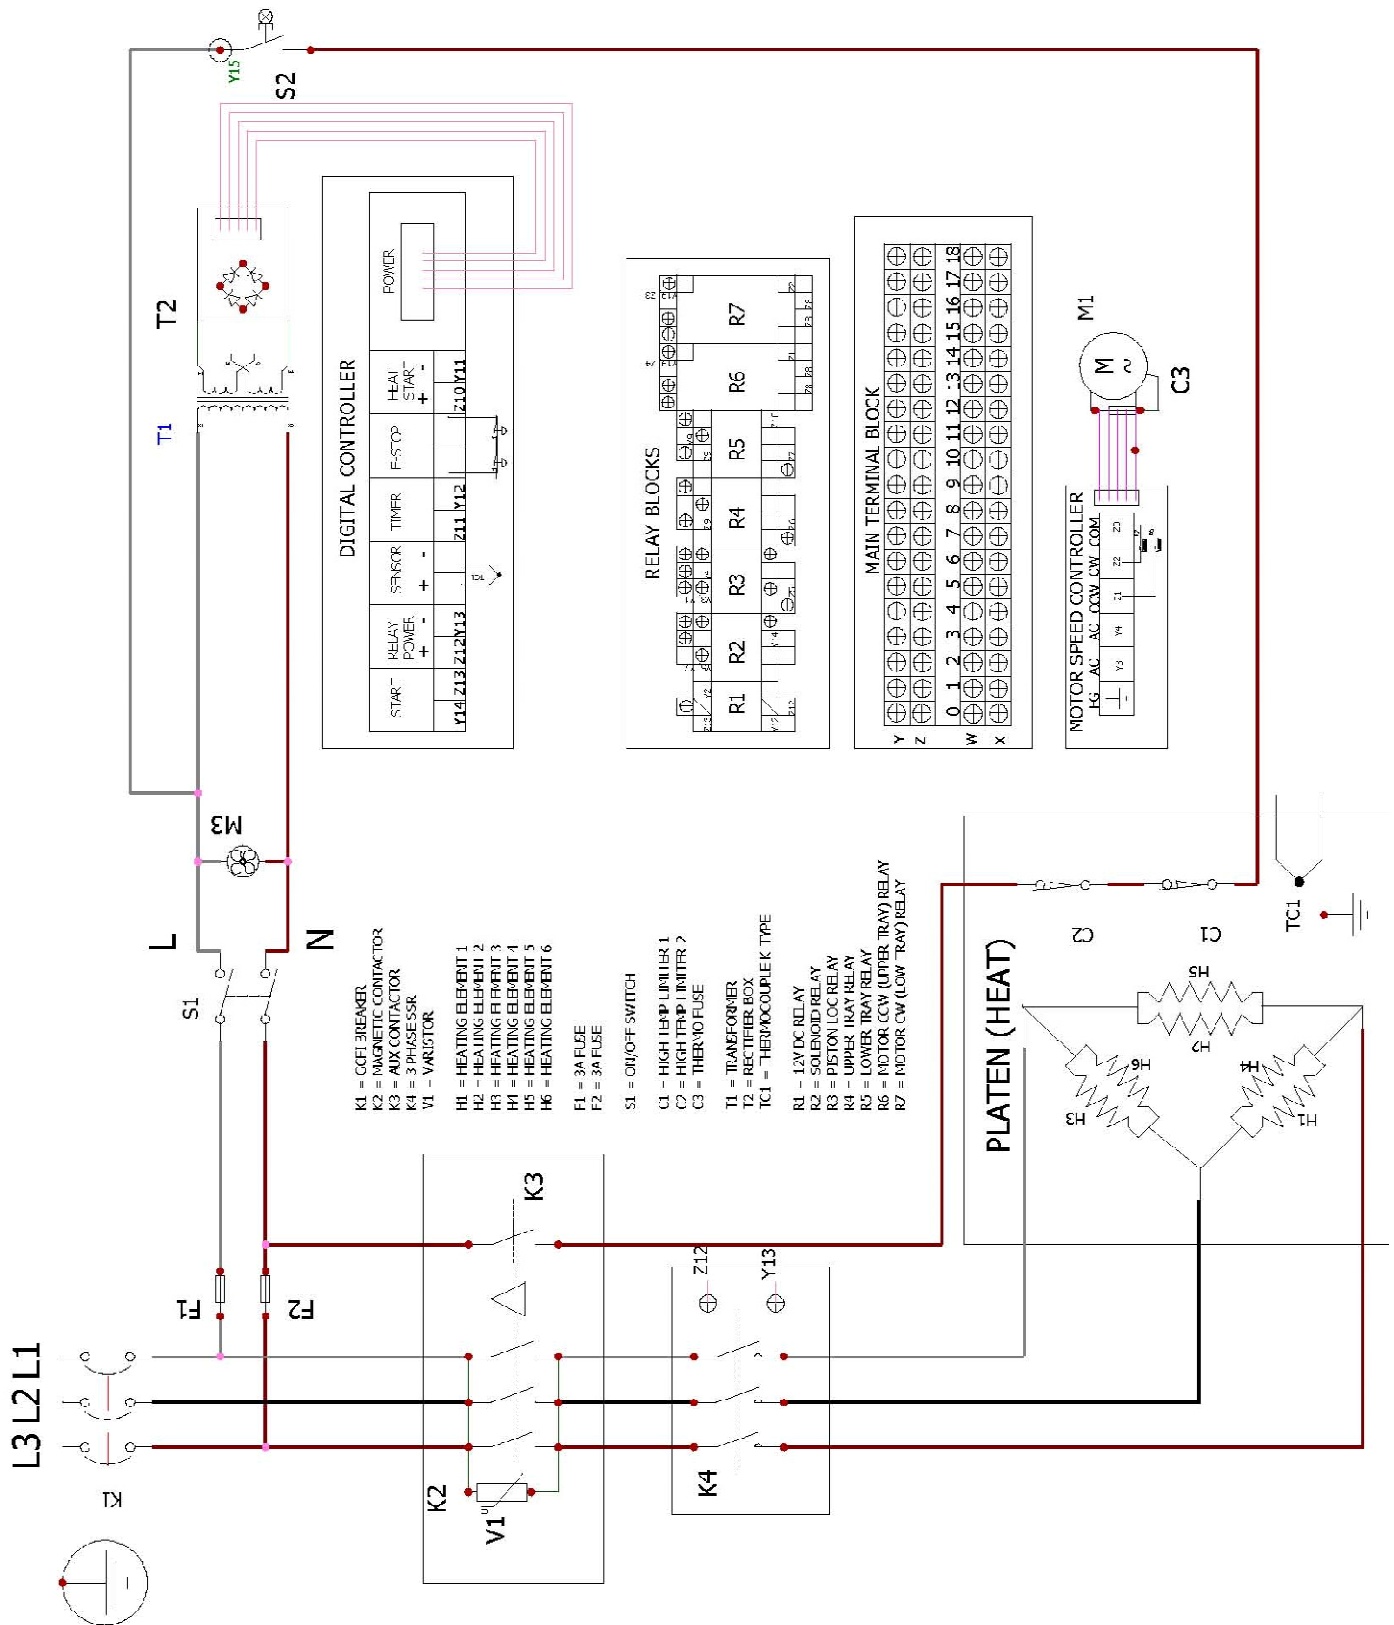 L3 L2 L1
K1
F1
F2
S1
L
N
M3
T1
T2
Y15
S2
K2
V1
K3
K4
Z12
Y13
K1 = GCFI BREAKER
K2 = MAGNETIC CONTACTOR
K3 = AUX CONTACTOR
K4 = 3 PHASE SSR
V1 - VARISTOR
H1 = HEATING ELEMENT 1
H2 - HEATING ELEMENT 2
H3 = HEATING ELEMENT 3
H4 = HEATING ELEMENT 4
H5 = HEATING ELEMENT 5
H6 = HEATING ELEMENT 6
F1 = 3A FUSE
F2 = 3A FUSE
S1 = ON/OFF SWITCH
C1 - HIGH TEMP LIMITER 1
C2 = HIGH TEMP LIMITER 2
C3 = THERMO FUSE
T1 = TRANSFORMER
T2 = RECTIFIER BOX
TC1 = THERMOCOUPLE K TYPE
R1 - 12V DC RELAY
R2 = SOLENOID RELAY
R3 = PISTON LOC RELAY
R4 - UPPER TRAY RELAY
R5 = LOWER TRAY RELAY
R6 = MOTOR CCW (UPPER TRAY) RELAY
R7 = MOTOR CW (LOW TRAY) RELAY
DIGITAL CONTROLLER
START
RELAY POWER
+ -
SENSOR
+ -
TIMER
E-STOP
HEAT START
+ -
POWER
Y14 Z13 Z12 Y13
Z11 Y12
Z10 Y11
TC1
RELAY BLOCKS
R1 R2 R3 R4 R5 R6 R7
MAIN TERMINAL BLOCK
Y
Z
0 1 2 3 4 5 6 7 8 9 10 11 12 13 14 15 16 17 18
W
X
MOTOR SPEED CONTROLLER
FG AC AC CCW CW COM
Y3 Y4 Z1 Z2 Z0
M
M1
C3
PLATEN (HEAT)
C2
C1
TC1
H5
H2
H6
H3
H4
H1